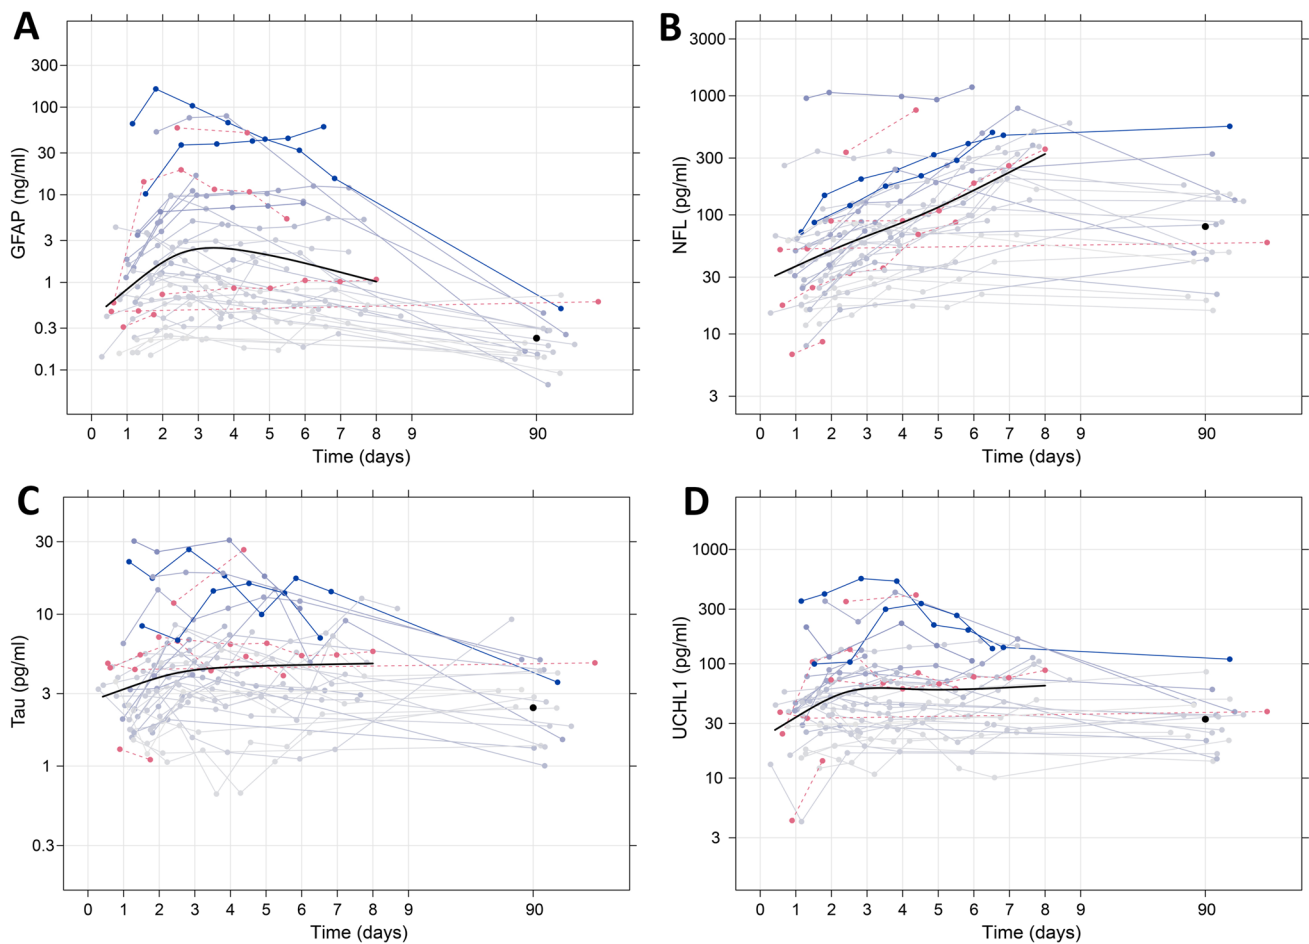 A
GFAP (ng/ml)
300
100
30
10
3
1
0.3
0.1
0 1 2 3 4 5 6 7 8 9 90
Time (days)
B
NFL (pg/ml)
3000
1000
300
100
30
10
3
0 1 2 3 4 5 6 7 8 9 90
Time (days)
C
Tau (pg/ml)
30
10
3
1
0.3
0 1 2 3 4 5 6 7 8 9 90
Time (days)
D
UCHL1 (pg/ml)
1000
300
100
30
10
3
0 1 2 3 4 5 6 7 8 9 90
Time (days)